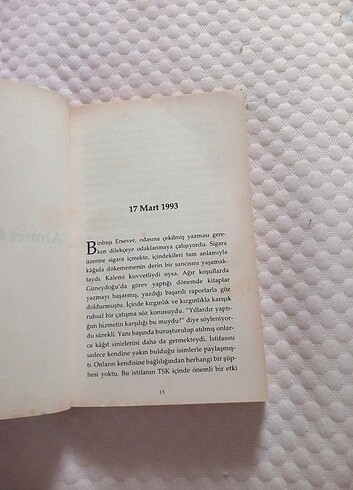 17 Mart 1993
Binbaşı Ersever, odasına çekilmiş yazması gere-
ken dilekçeye odaklanmaya çalışıyordu. Sigara
üzerine sigara içmekte, içindekileri tam anlamıyla
kâğıda dökememenin derin bir sancısını yaşamak-
taydı. Kalemi kuvvetliydi oysa. Ağır koşullarda
Güneydoğu'da görev yaptığı dönemde kitaplar
yazmayı başarmış, yazdığı başarılı raporlarla göz
doldurmuştu. İçinde kırgınlık ve kırgınlıkla karışık
ruhsal bir çatışma söz konusuydu. "Yıllardır yaptı-
ğım hizmetin karşılığı bu muydu?" diye söyleniyor-
du sürekli. Yanı başında buruşturulup atılmış onlar-
ca kâğıt sinirlerini daha da germekteydi. İstifasını
sadece kendine yakın bulduğu isimlerle paylaşmış-
tı. Onların kendisine bağlılığından herhangi bir şüp-
hesi yoktu. Bu istifanın TSK içinde önemli bir etki
13